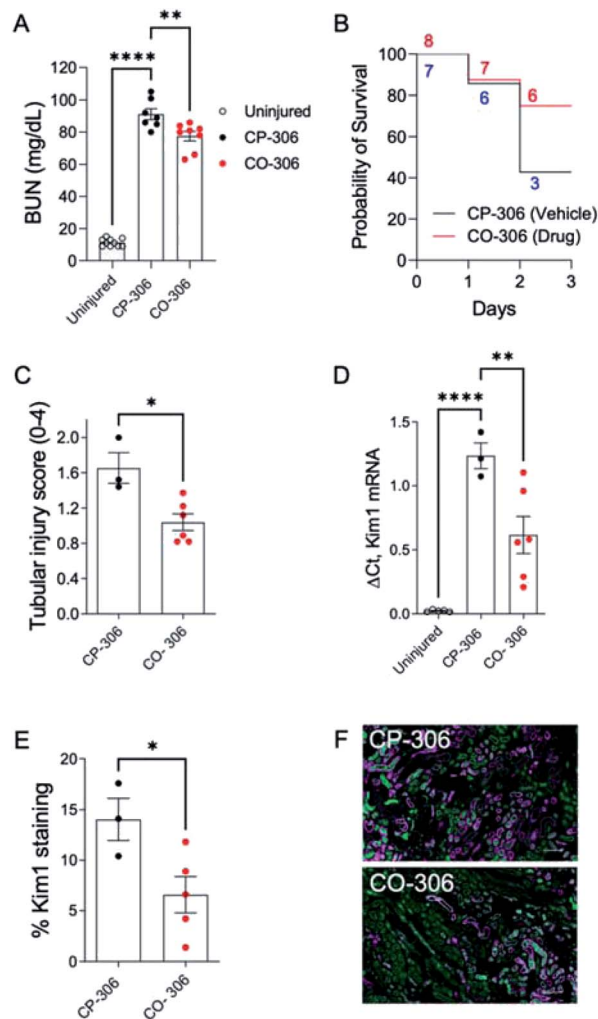 A
**
****
BUN (mg/dL)
120
100
80
60
40
20
0
Uninjured
CP-306
CO-306
Uninjured
CP-306
CO-306
B
Probability of Survival
100
80
60
40
20
0
8
7
7
6
6
3
CP-306 (Vehicle)
CO-306 (Drug)
0 1 2 3
Days
C
*
Tubular injury score (0-4)
2.0
1.6
1.2
0.8
0.4
0.0
CP-306
CO- 306
D
**
****
ΔCt, Kim1 mRNA
1.5
1.0
0.5
0.0
Uninjured
CP-306
CO- 306
E
*
% Kim1 staining
20
15
10
5
0
CP-306
CO- 306
F
CP-306
CO-306